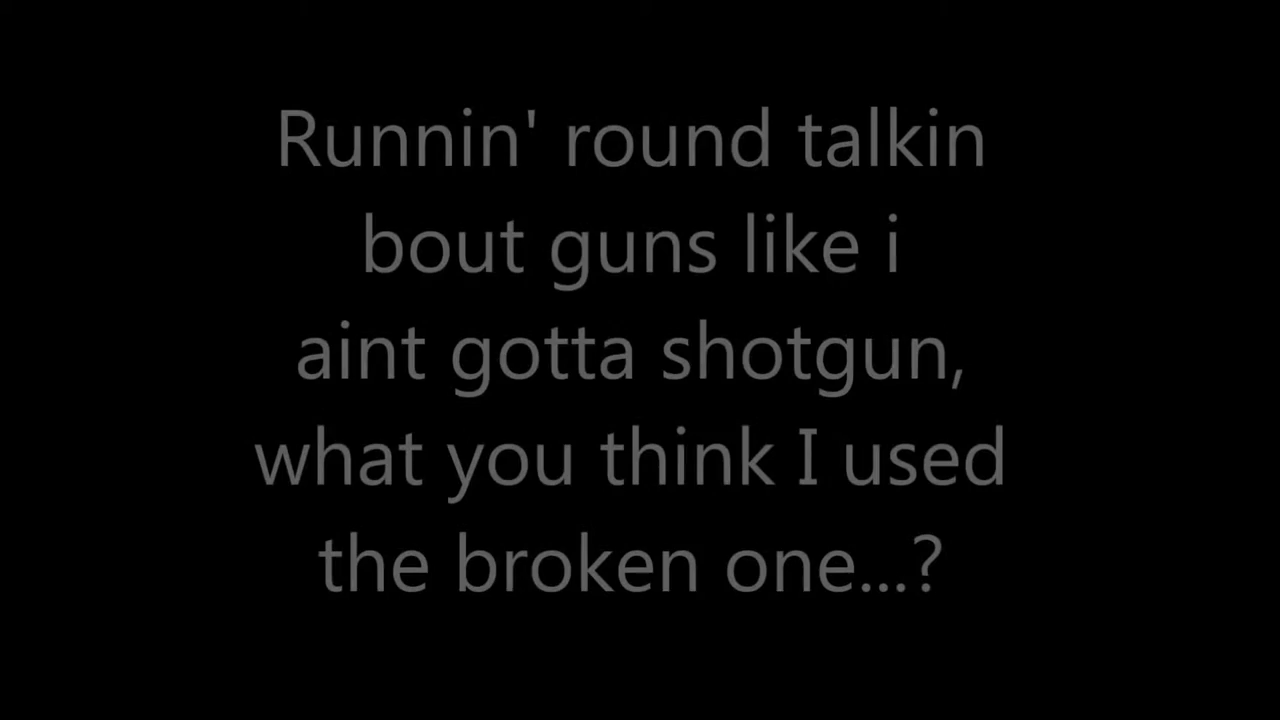 Runnin' round talkin
bout guns like i
aint gotta shotgun,
what you think I used
the broken one...?